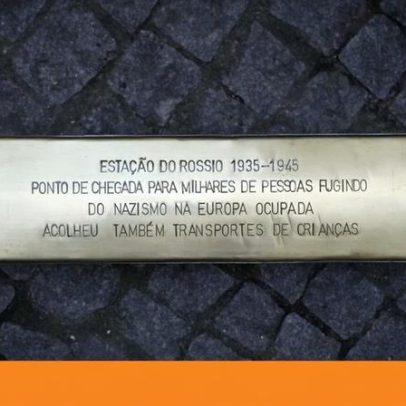 ESTAÇÃO DO ROSSIO 1935-1945
PONTO DE CHEGADA PARA MILHARES DE PESSOAS FUGINDO
DO NAZISMO NA EUROPA OCUPADA
ACOLHEU TAMBÉM TRANSPORTES DE CRIANÇAS